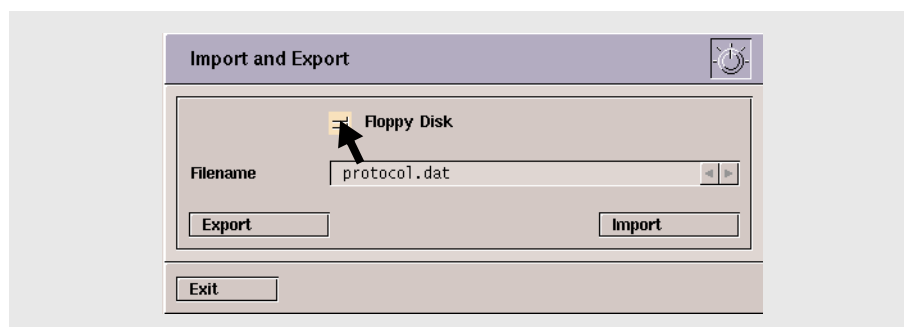 Import and Export
Floppy Disk
Filename protocol.dat
Export Import
Exit